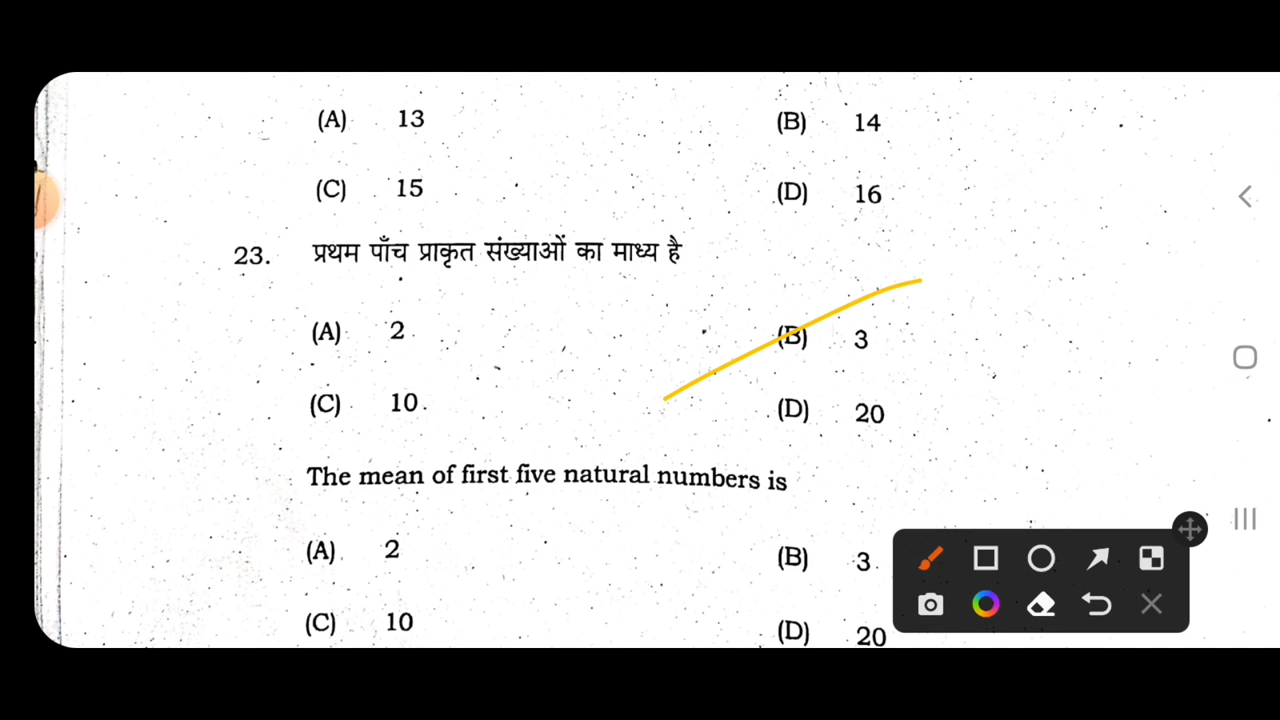 (A) 13 (B) 14
(C) 15 (D) 16
23. प्रथम पाँच प्राकृत संख्याओं का माध्य है
(A) 2 (B) 3
(C) 10 (D) 20
The mean of first five natural numbers is
(A) 2 (B) 3
(C) 10 (D) 20